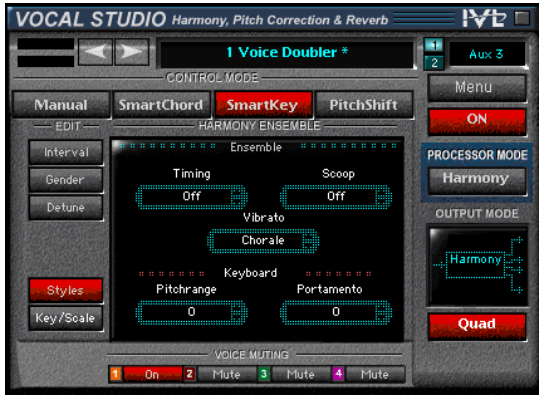 VOCAL STUDIO Harmony, Pitch Correction & Reverb IVL
1 Voice Doubler *
1
2
Aux 3
CONTROL MODE
Menu
Manual SmartChord SmartKey PitchShift
ON
EDIT
HARMONY ENSEMBLE
Interval
Ensemble
PROCESSOR MODE
Gender
Timing Scoop
Harmony
Detune
Off Off
OUTPUT MODE
Vibrato
Chorale
Harmony
Keyboard
Styles
Pitchrange Portamento
Key/Scale
0 0
Quad
VOICE MUTING
1 On 2 Mute 3 Mute 4 Mute